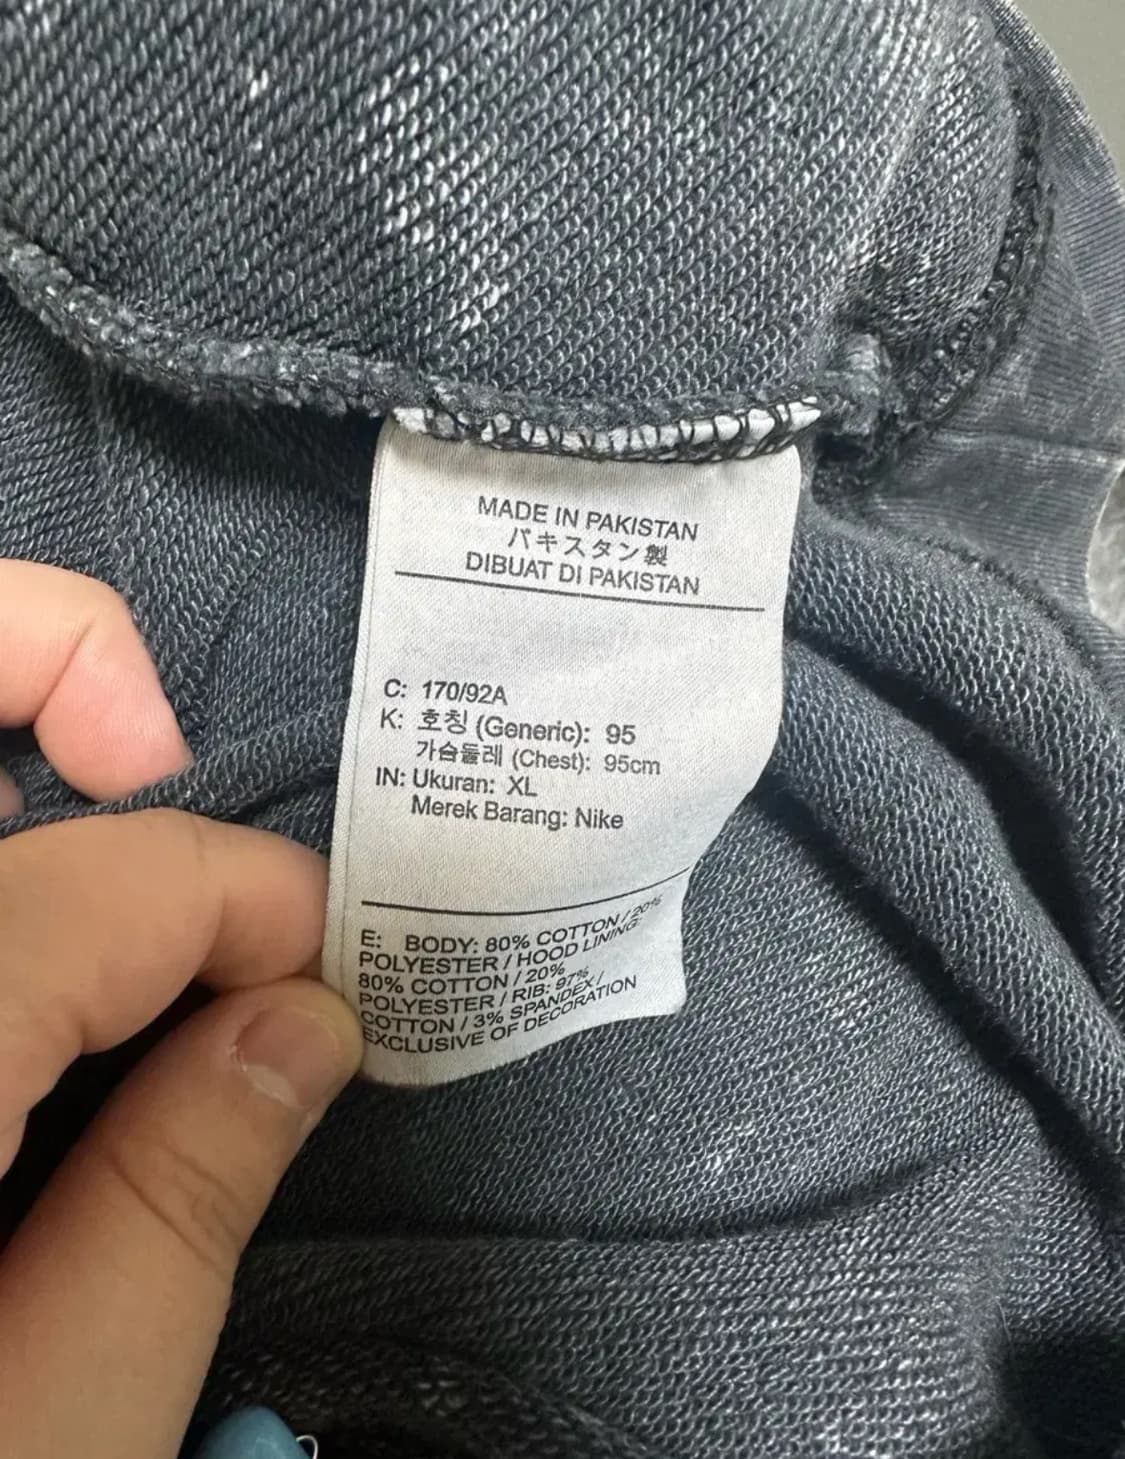 MADE IN PAKISTAN
パキスタン製
DIBUAT DI PAKISTAN
C: 170/92A
K: 호칭 (Generic): 95
가슴둘레 (Chest): 95cm
IN: Ukuran: XL
Merek Barang: Nike
E: BODY: 80% COTTON / 20%
POLYESTER / HOOD LINING:
80% COTTON / 20%
POLYESTER / RIB: 97%
COTTON / 3% SPANDEX /
EXCLUSIVE OF DECORATION